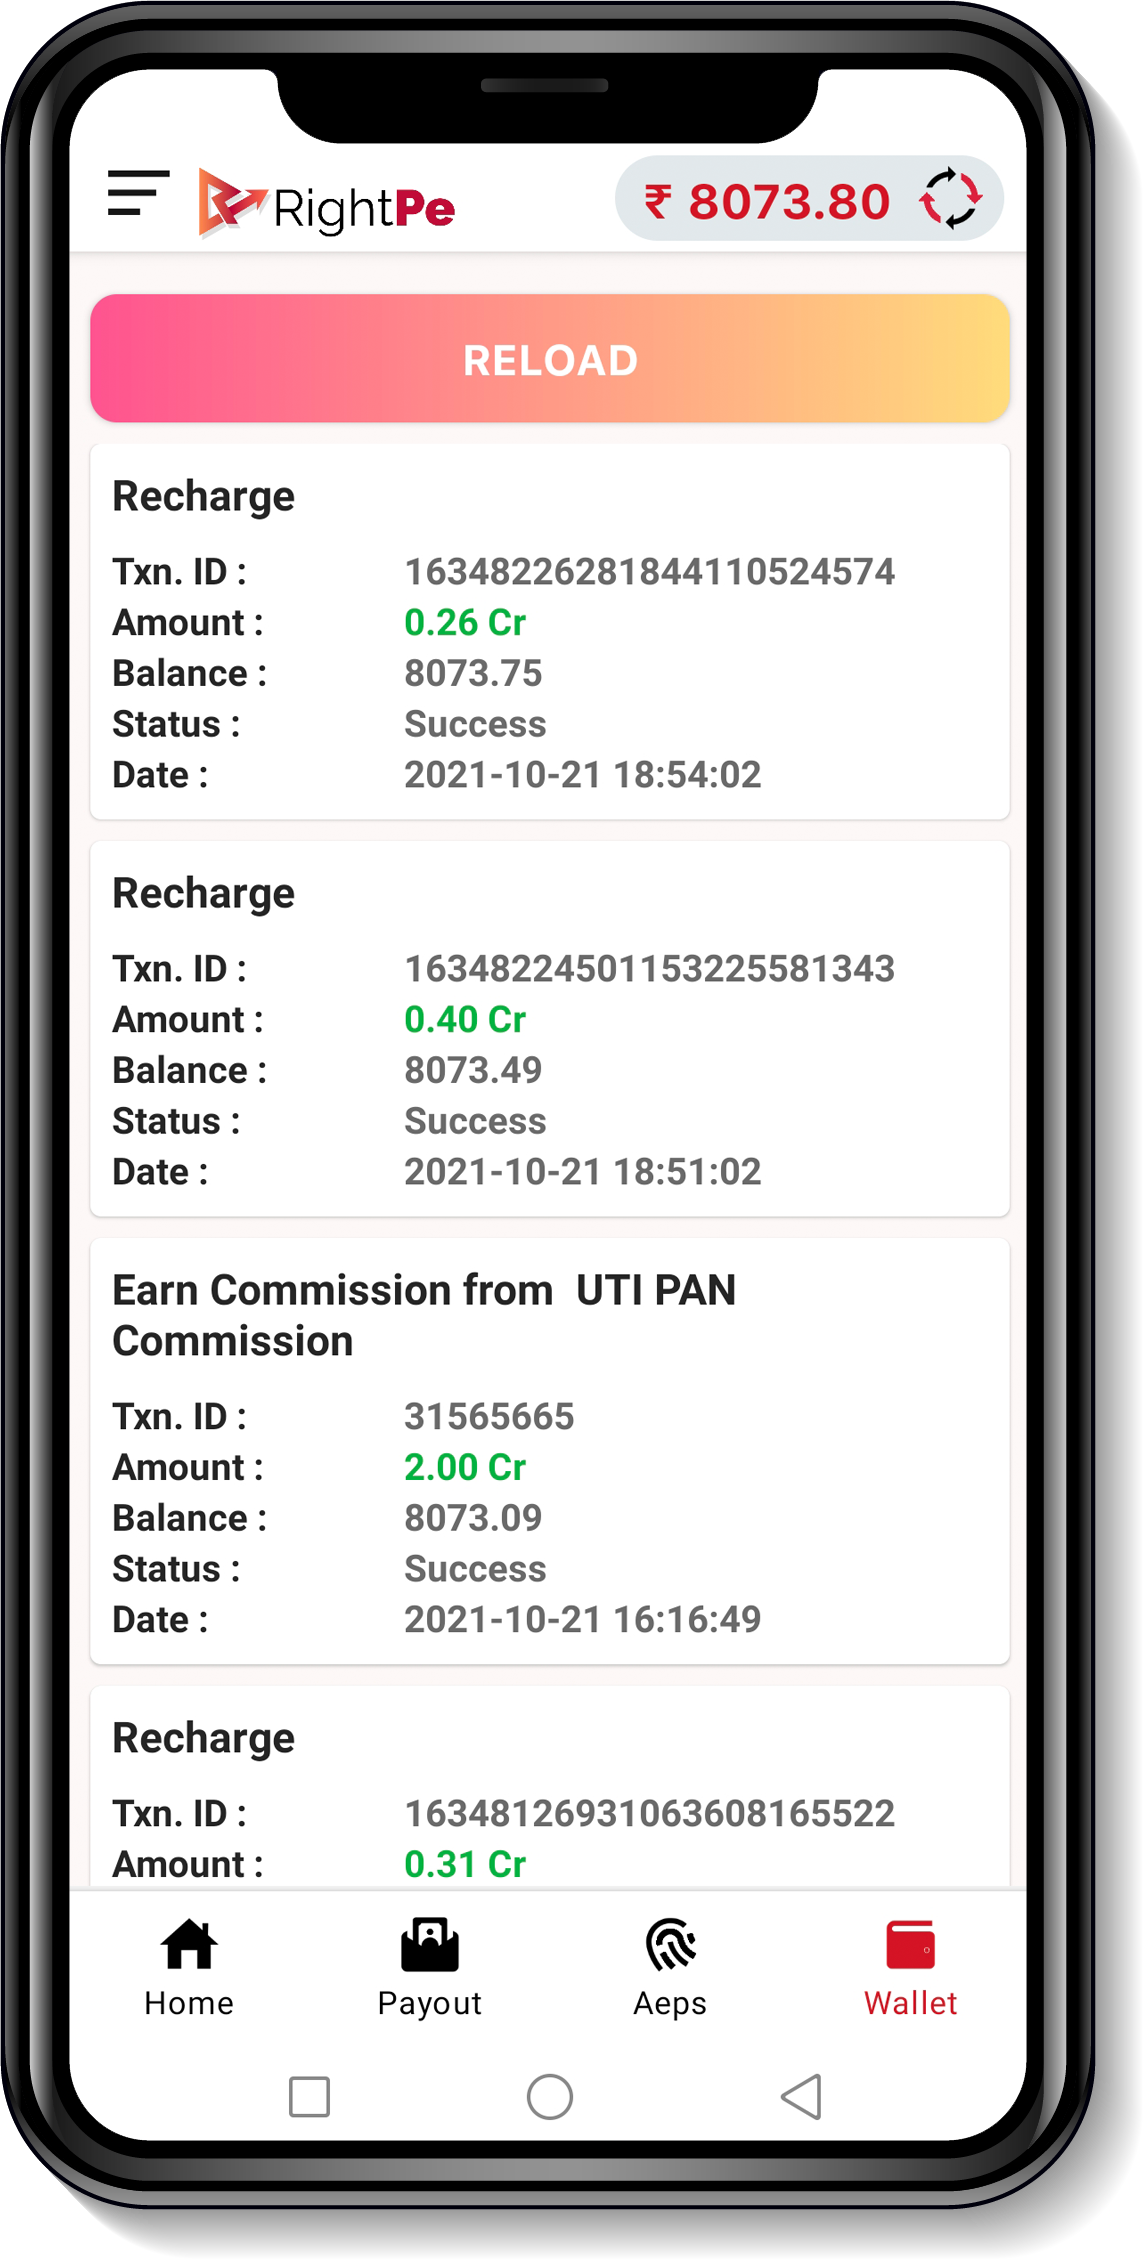 RightPe
₹ 8073.80
RELOAD
Recharge
Txn. ID : 16348226281844110524574
Amount : 0.26 Cr
Balance : 8073.75
Status : Success
Date : 2021-10-21 18:54:02
Recharge
Txn. ID : 16348224501153225581343
Amount : 0.40 Cr
Balance : 8073.49
Status : Success
Date : 2021-10-21 18:51:02
Earn Commission from  UTI PAN
Commission
Txn. ID : 31565665
Amount : 2.00 Cr
Balance : 8073.09
Status : Success
Date : 2021-10-21 16:16:49
Recharge
Txn. ID : 16348126931063608165522
Amount : 0.31 Cr
Home Payout Aeps Wallet